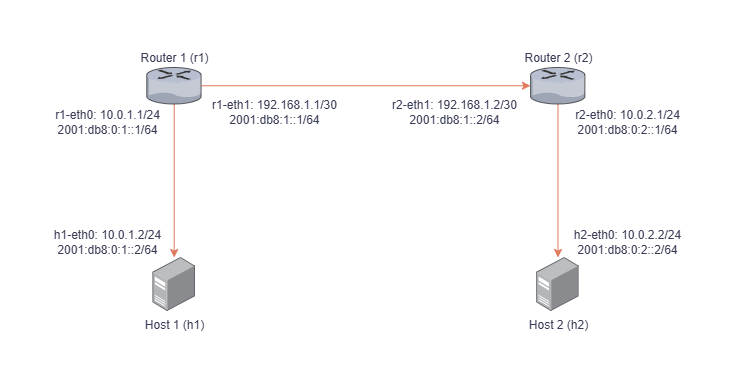 Router 1 (r1)
Router 2 (r2)
r1-eth0: 10.0.1.1/24
2001:db8:0:1::1/64
r1-eth1: 192.168.1.1/30
2001:db8:1::1/64
r2-eth1: 192.168.1.2/30
2001:db8:1::2/64
r2-eth0: 10.0.2.1/24
2001:db8:0:2::1/64
h1-eth0: 10.0.1.2/24
2001:db8:0:1::2/64
h2-eth0: 10.0.2.2/24
2001:db8:0:2::2/64
Host 1 (h1)
Host 2 (h2)